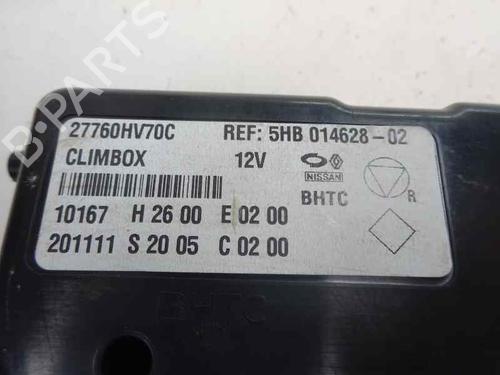 27760HV70C REF: 5HB 014628-02
CLIMBOX 12V
NISSAN
BHTC R
10167 H 26 00 E 02 00
201111 S 20 05 C 02 00
BHTC